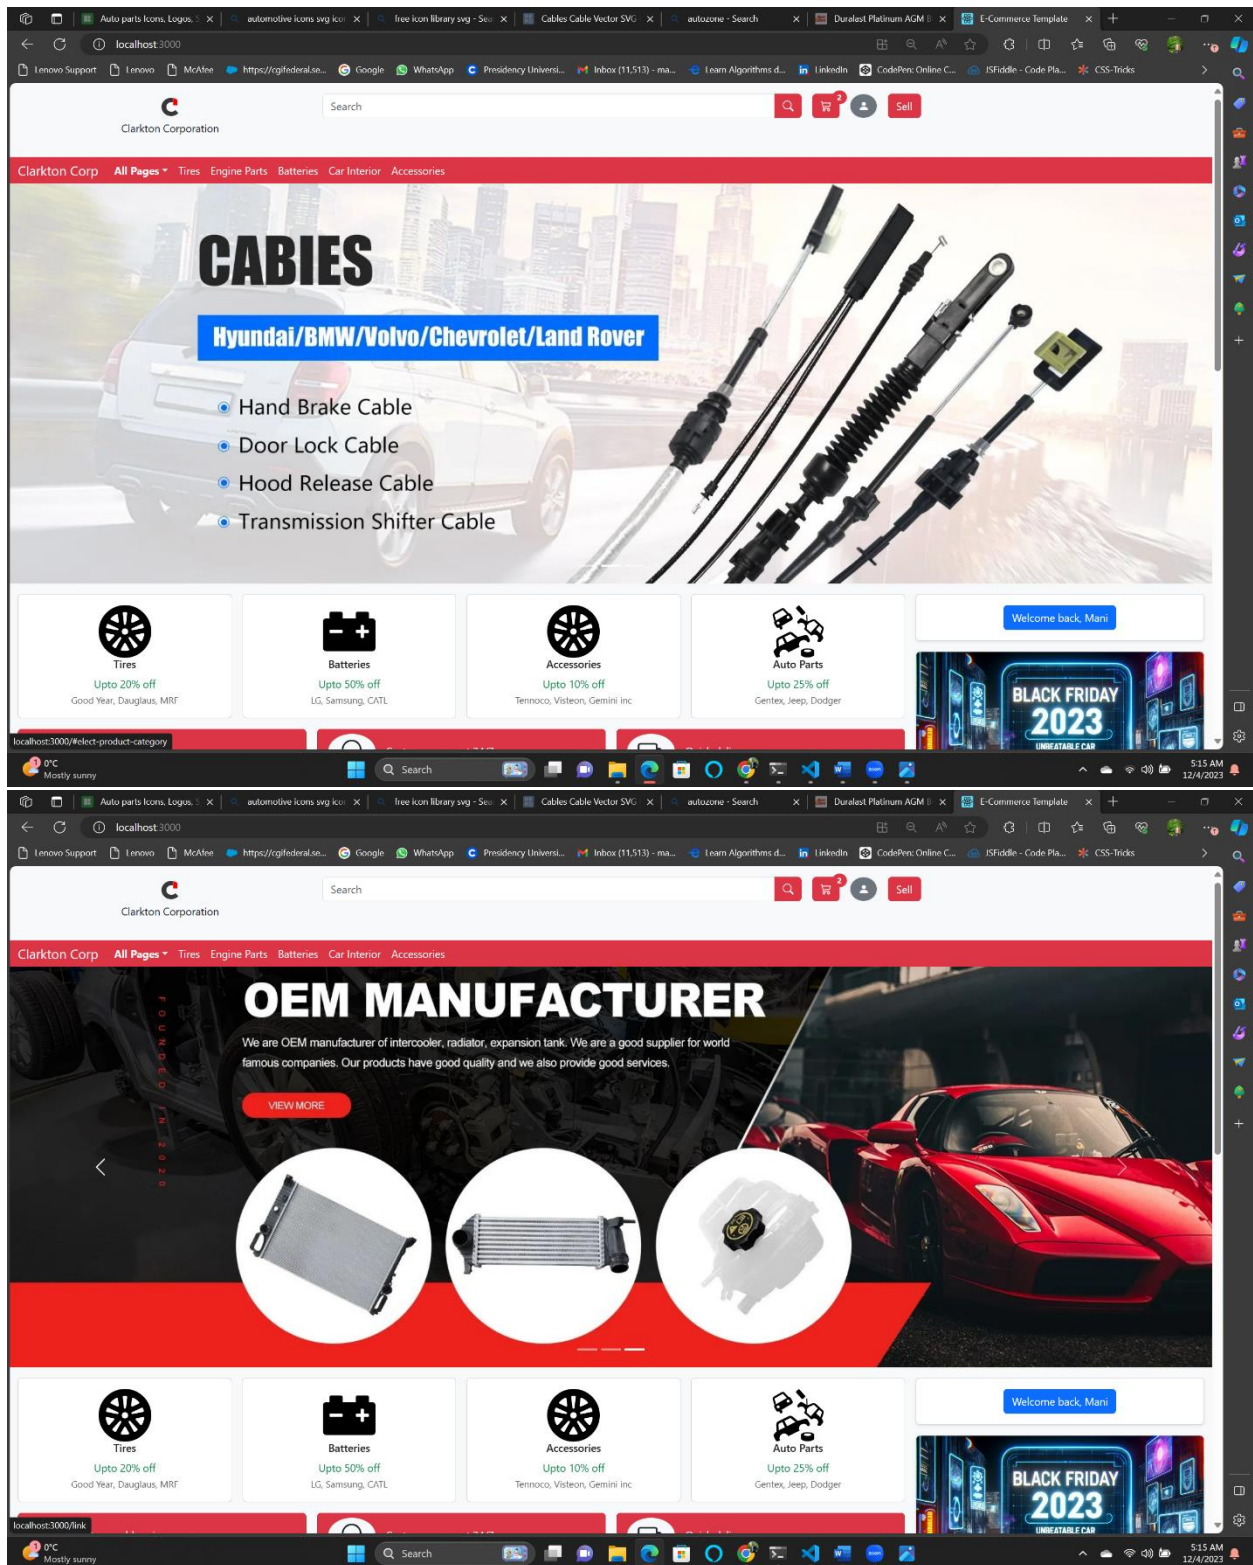 Auto parts Icons, Logos, S
automotive icons svg icon
free icon library svg - Sea
Cables Cable Vector SVG
autozone - Search
Duralast Platinum AGM B
E-Commerce Template
localhost:3000
Lenovo Support
Lenovo
McAfee
https://cgifederal.se...
Google
WhatsApp
Presidency Universi...
Inbox (11,513) - ma...
Learn Algorithms d...
LinkedIn
CodePen: Online C...
JSFiddle - Code Pla...
CSS-Tricks
Clarkton Corporation
Search
2
Sell
Clarkton Corp All Pages Tires Engine Parts Batteries Car Interior Accessories
CABIES
Hyundai/BMW/Volvo/Chevrolet/Land Rover
Hand Brake Cable
Door Lock Cable
Hood Release Cable
Transmission Shifter Cable
Tires
Upto 20% off
Good Year, Dauglaus, MRF
Batteries
Upto 50% off
LG, Samsung, CATL
Accessories
Upto 10% off
Tennoco, Visteon, Gemini inc
Auto Parts
Upto 25% off
Gentex, Jeep, Dodger
Welcome back, Mani
BLACK FRIDAY
2023
UNBEATABLE CAR
localhost:3000/#elect-product-category
1
0°C
Mostly sunny
Search
5:15 AM
12/4/2023
Auto parts Icons, Logos, S
automotive icons svg icon
free icon library svg - Sea
Cables Cable Vector SVG
autozone - Search
Duralast Platinum AGM B
E-Commerce Template
localhost:3000
Lenovo Support
Lenovo
McAfee
https://cgifederal.se...
Google
WhatsApp
Presidency Universi...
Inbox (11,513) - ma...
Learn Algorithms d...
LinkedIn
CodePen: Online C...
JSFiddle - Code Pla...
CSS-Tricks
Clarkton Corporation
Search
2
Sell
Clarkton Corp All Pages Tires Engine Parts Batteries Car Interior Accessories
FOUNDED IN 2020
OEM MANUFACTURER
We are OEM manufacturer of intercooler, radiator, expansion tank. We are a good supplier for world
famous companies. Our products have good quality and we also provide good services.
VIEW MORE
Tires
Upto 20% off
Good Year, Dauglaus, MRF
Batteries
Upto 50% off
LG, Samsung, CATL
Accessories
Upto 10% off
Tennoco, Visteon, Gemini inc
Auto Parts
Upto 25% off
Gentex, Jeep, Dodger
Welcome back, Mani
BLACK FRIDAY
2023
UNBEATABLE CAR
localhost:3000/link
1
0°C
Mostly sunny
Search
5:15 AM
12/4/2023